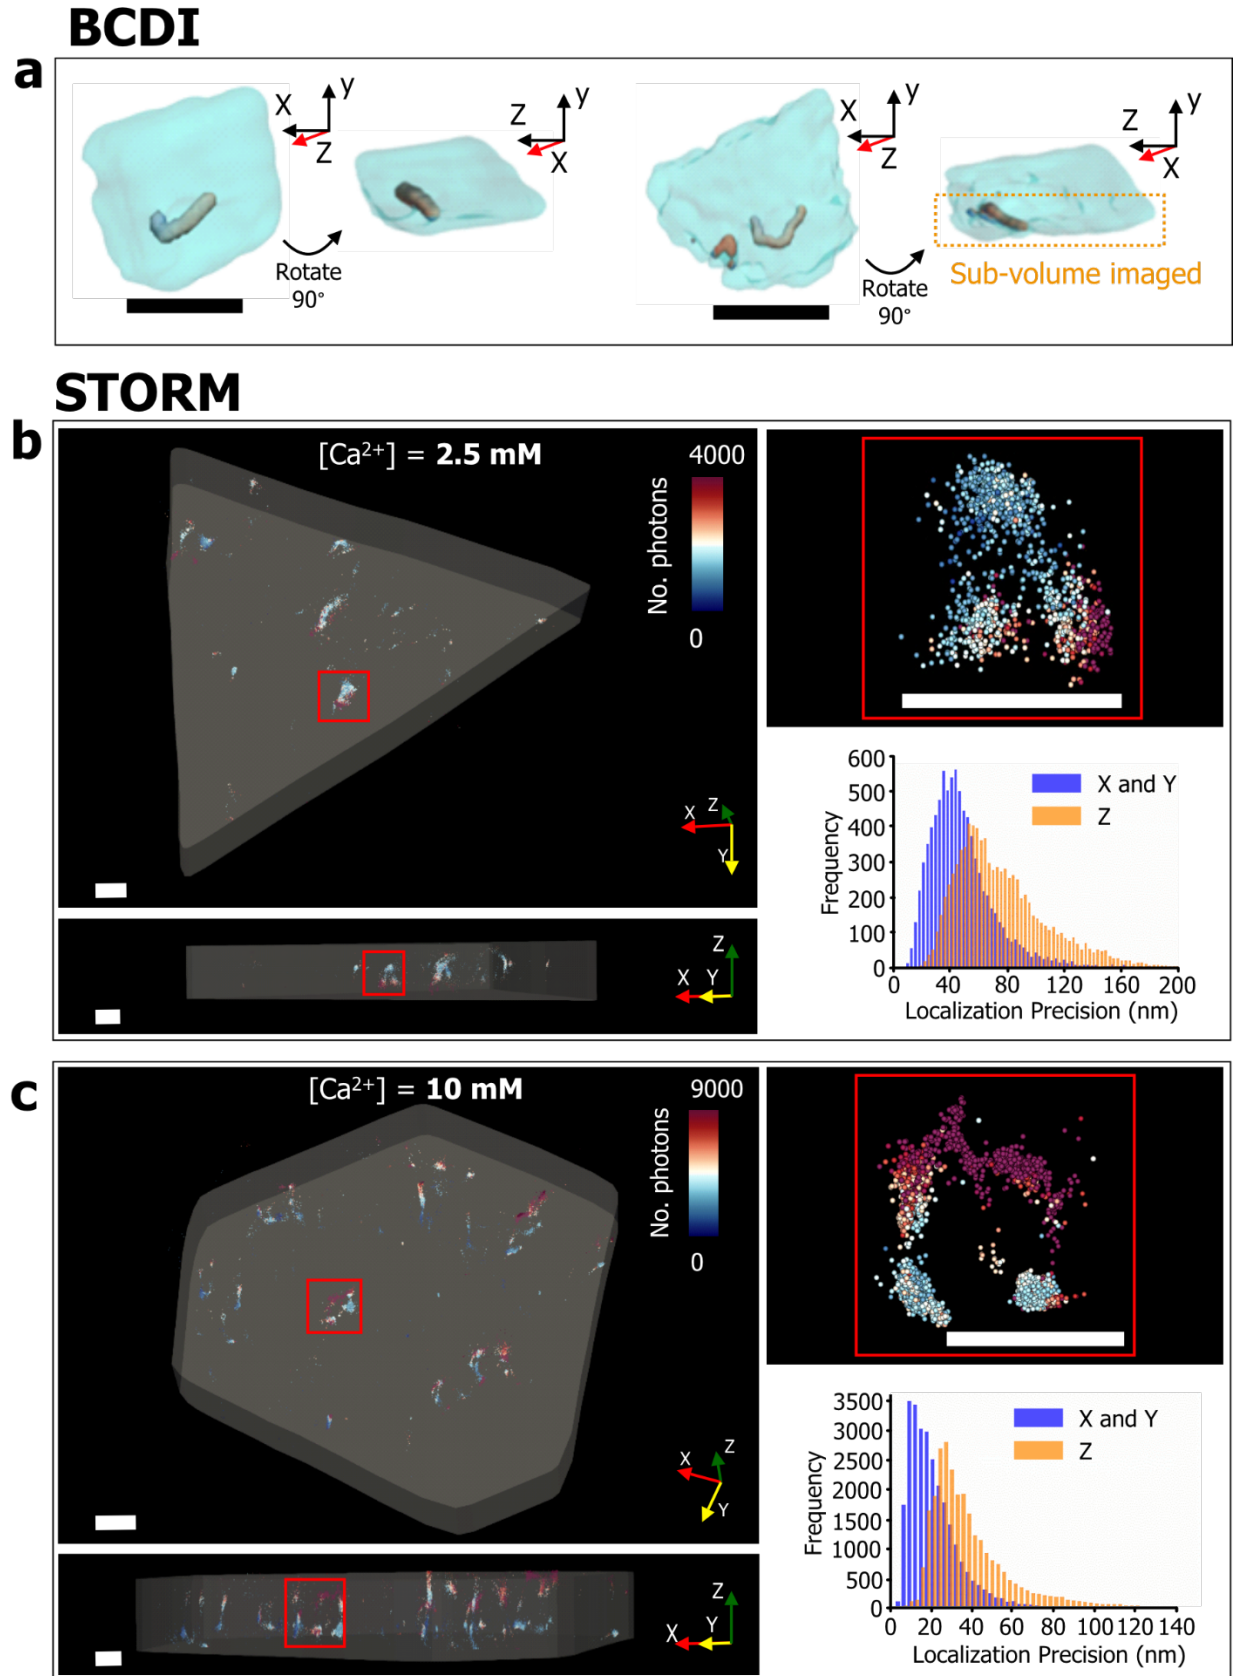 BCDI
a
X
y
Z
Rotate
90°
Z
y
X
X
y
Z
Rotate
90°
Z
y
X
Sub-volume imaged
STORM
b
[Ca²⁺] = 2.5 mM
4000
No. photons
0
X
Z
Y
Z
X
Y
600
500
400
300
200
100
0
Frequency
X and Y
Z
0 40 80 120 160 200
Localization Precision (nm)
c
[Ca²⁺] = 10 mM
9000
No. photons
0
X
Z
Y
Z
X
Y
3500
3000
2500
2000
1500
1000
500
0
Frequency
X and Y
Z
0 20 40 60 80 100 120 140
Localization Precision (nm)